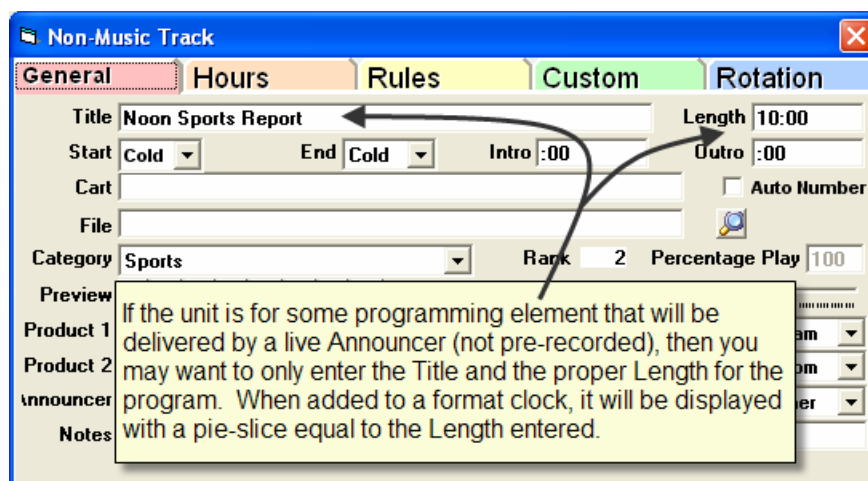 Non-Music Track
General Hours Rules Custom Rotation
Title Noon Sports Report Length 10:00
Start Cold End Cold Intro :00 Outro :00
Cart Auto Number
File
Category Sports Rank 2 Percentage Play 100
Preview
Product 1 am
Product 2 om
Announcer er
Notes
If the unit is for some programming element that will be
delivered by a live Announcer (not pre-recorded), then you
may want to only enter the Title and the proper Length for the
program. When added to a format clock, it will be displayed
with a pie-slice equal to the Length entered.